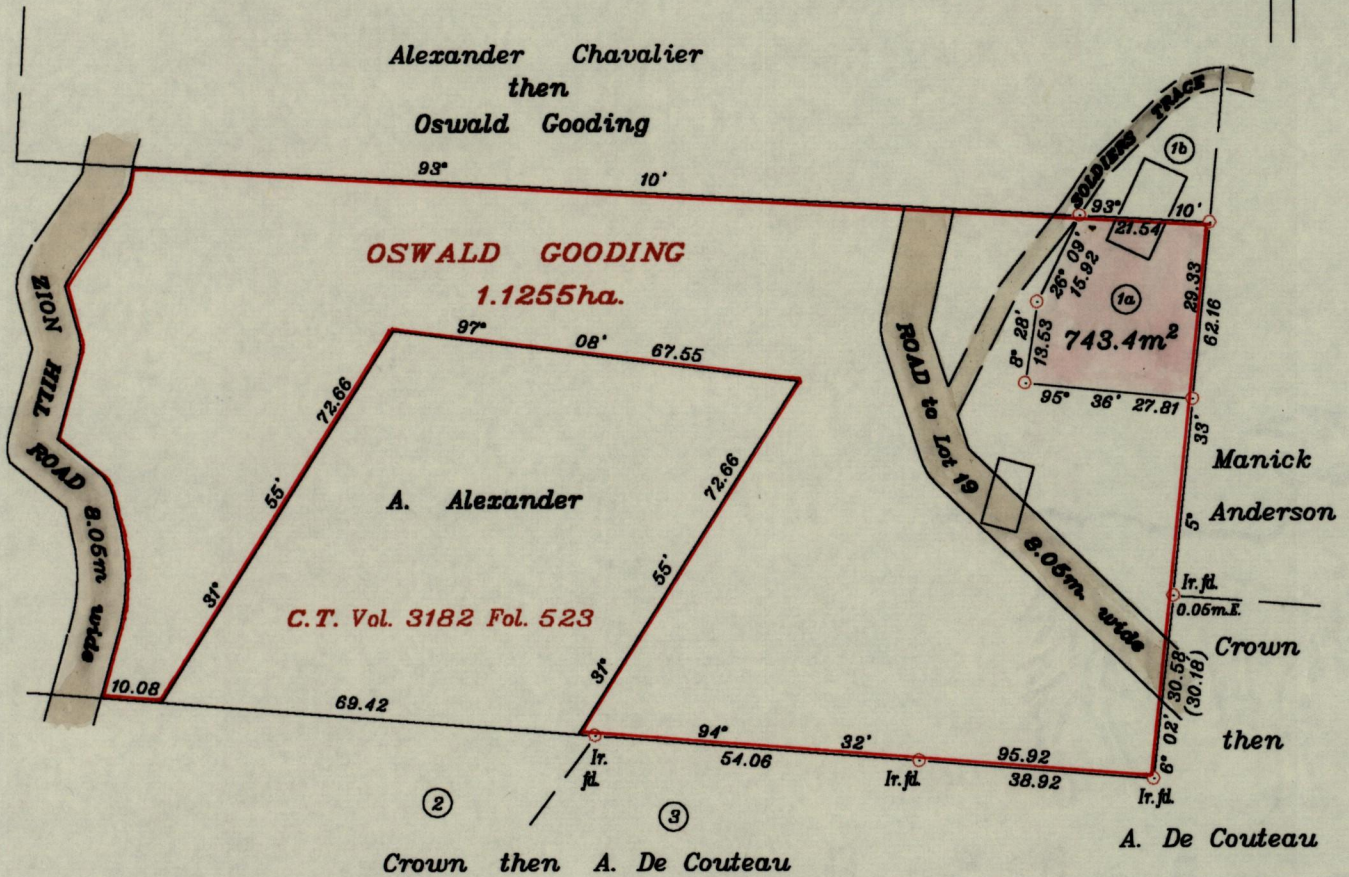 Alexander Chavalier
then
Oswald Gooding
93° 10'
SOLDIERS TRACE
1b
93° 10'
21.54
OSWALD GOODING
1.1255ha.
26° 09'
15.92
1a
743.4m²
29.33
62.16
8° 28'
13.53
95° 36' 27.81
97° 08' 67.55
ZION HILL ROAD 8.05m wide
72.66
31° 55'
A. Alexander
72.66
31° 55'
C.T. Vol. 3182 Fol. 523
ROAD to Lot 19 8.05m. wide
5° 33'
Manick
Anderson
Ir.fd.
0.05m.E.
Crown
then
6° 02' 30.58
(30.18)
10.08
69.42
94° 32' 95.92
54.06 38.92
Ir.
fd.
Ir.fd.
Ir.fd.
2
3
A. De Couteau
Crown then A. De Couteau